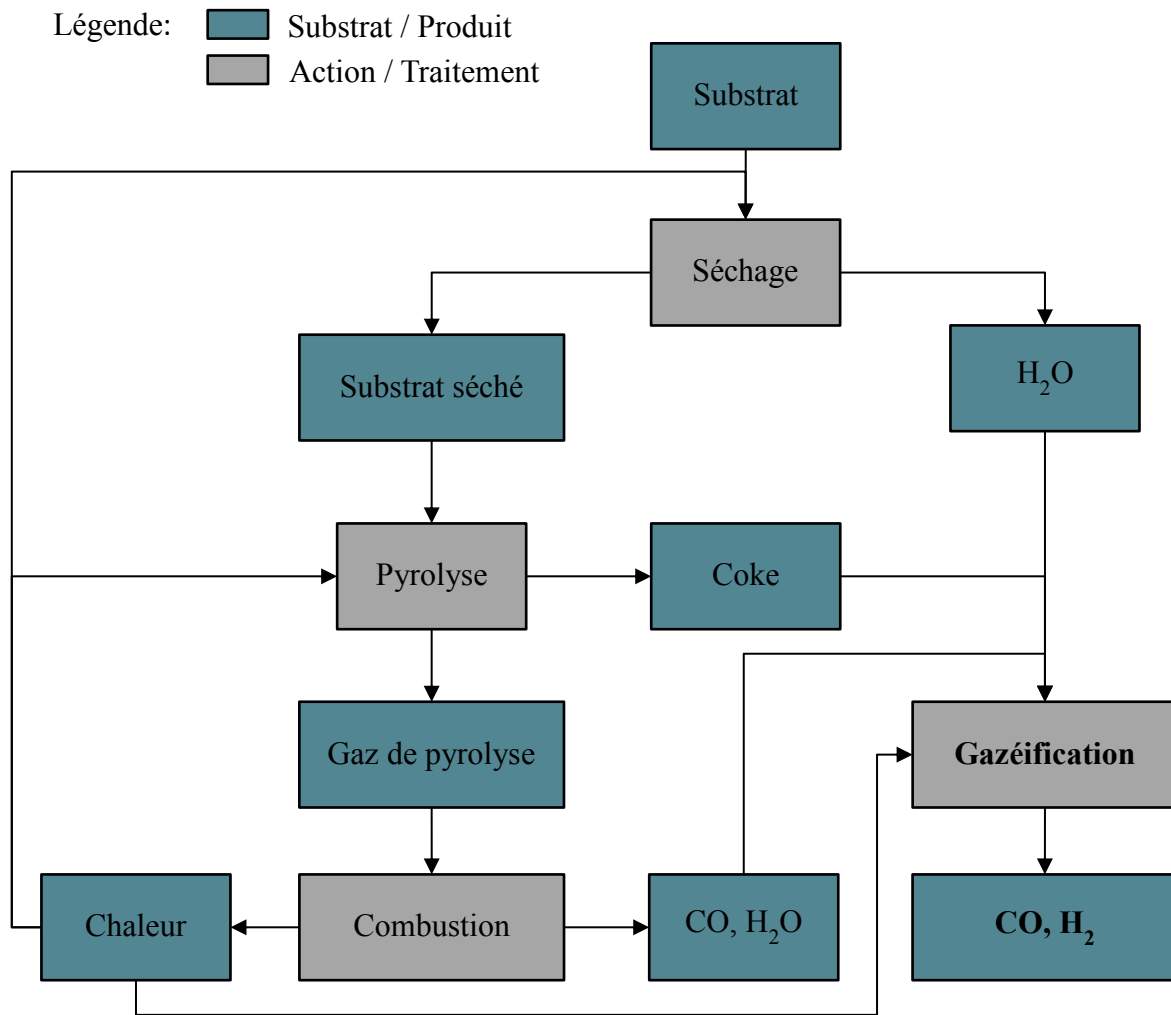 Légende:
Substrat / Produit
Action / Traitement
Substrat
Séchage
Substrat séché
H₂O
Pyrolyse
Coke
Gaz de pyrolyse
Gazéification
Chaleur
Combustion
CO, H₂O
CO, H₂